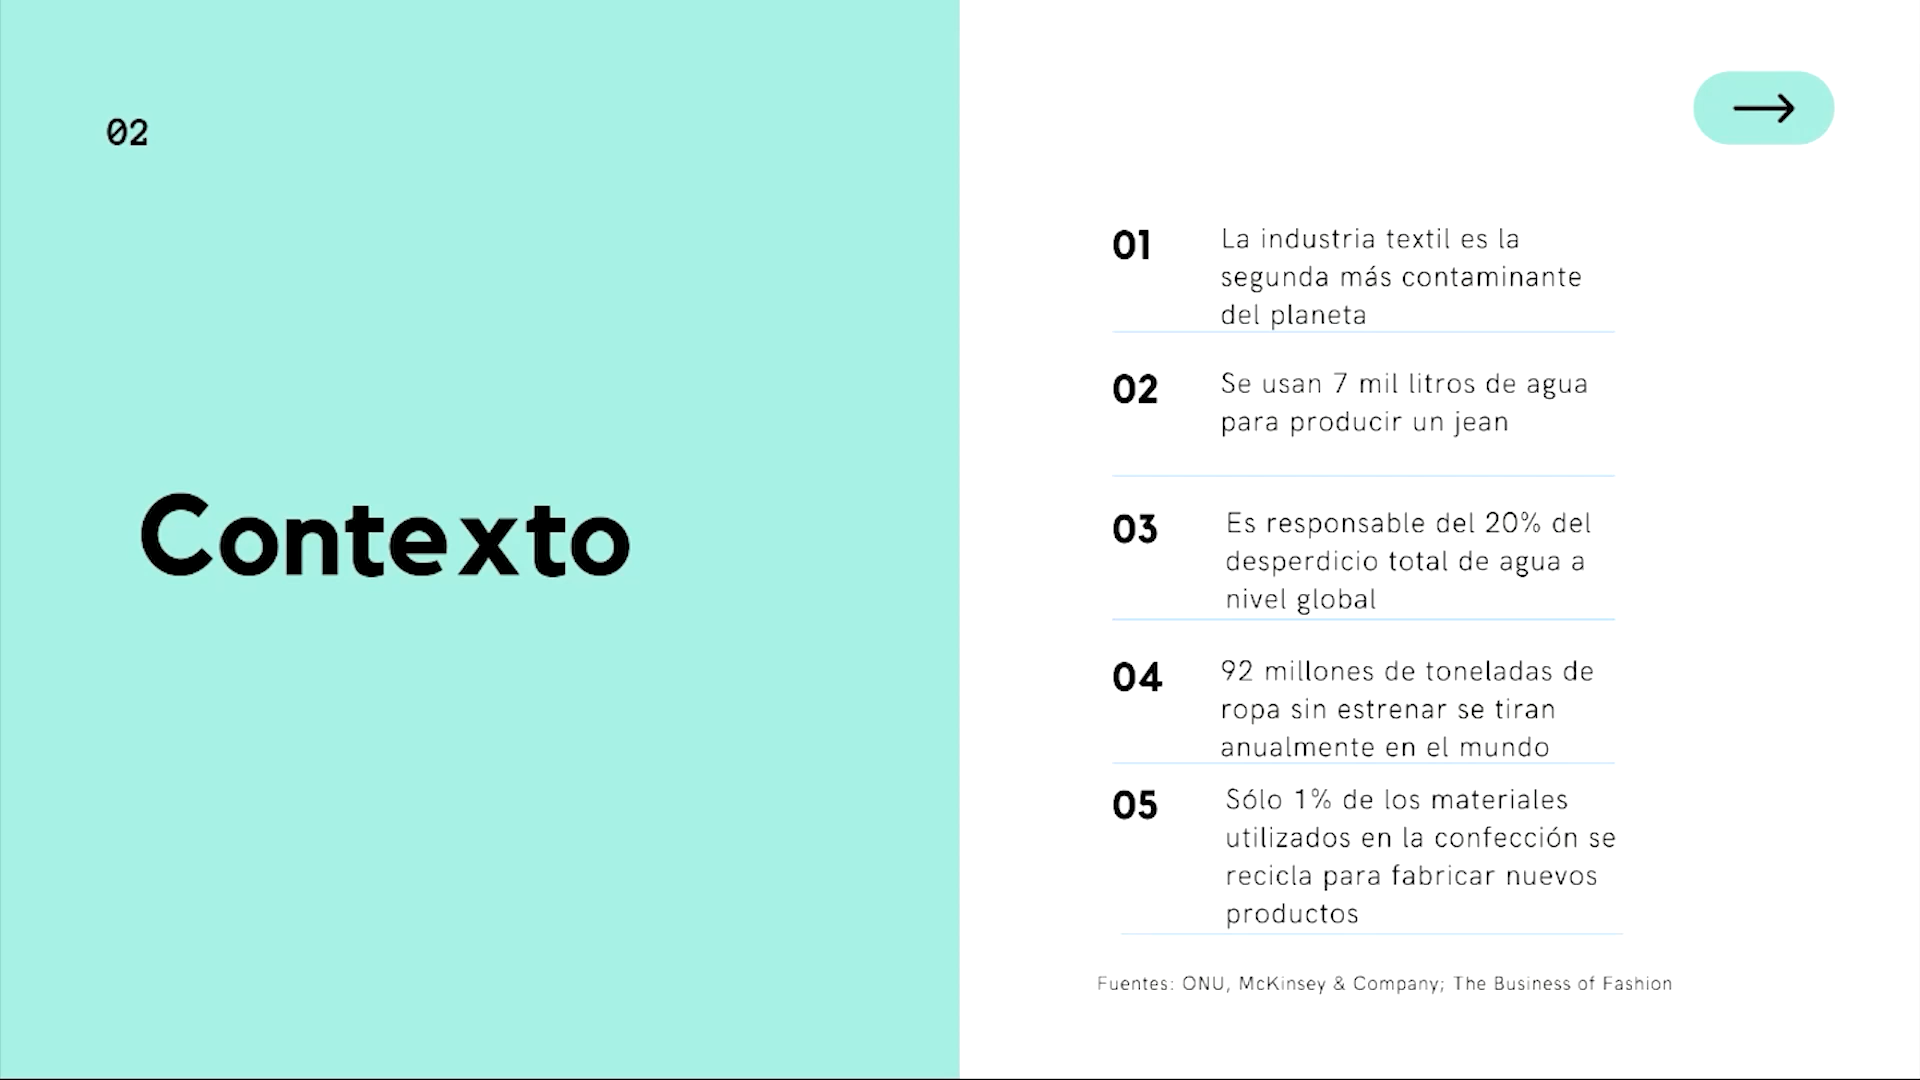 02
Contexto
01
La industria textil es la
segunda más contaminante
del planeta
02
Se usan 7 mil litros de agua
para producir un jean
03
Es responsable del 20% del
desperdicio total de agua a
nivel global
04
92 millones de toneladas de
ropa sin estrenar se tiran
anualmente en el mundo
05
Sólo 1% de los materiales
utilizados en la confección se
recicla para fabricar nuevos
productos
Fuentes: ONU, McKinsey & Company; The Business of Fashion